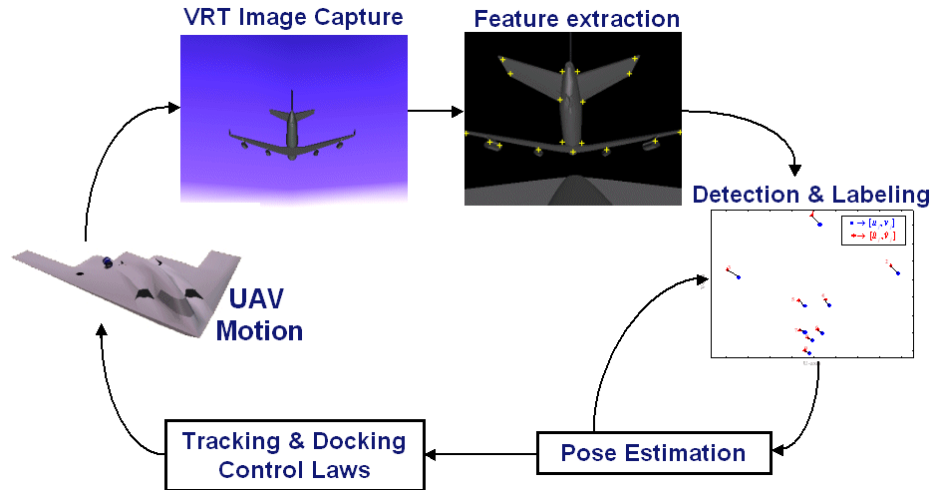 VRT Image Capture
Feature extraction
Detection & Labeling
UAV
Motion
Tracking & Docking
Control Laws
Pose Estimation